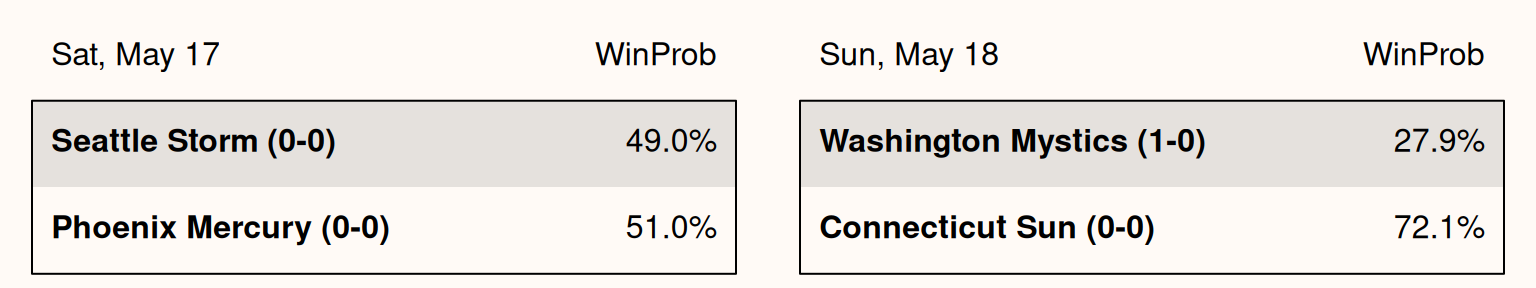 Sat, May 17 WinProb
Seattle Storm (0-0) 49.0%
Phoenix Mercury (0-0) 51.0%
Sun, May 18 WinProb
Washington Mystics (1-0) 27.9%
Connecticut Sun (0-0) 72.1%